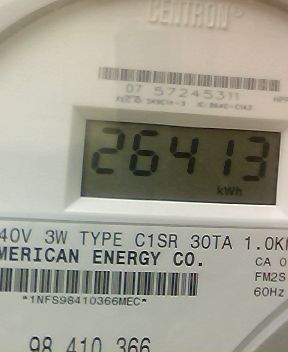 CENTRON®
07 57245311
26413
kWh
40V 3W TYPE C1SR 30TA 1.0K
MERICAN ENERGY CO.
CA 0
FM2S
60Hz
*1NFS98410366MEC*
98 410 366